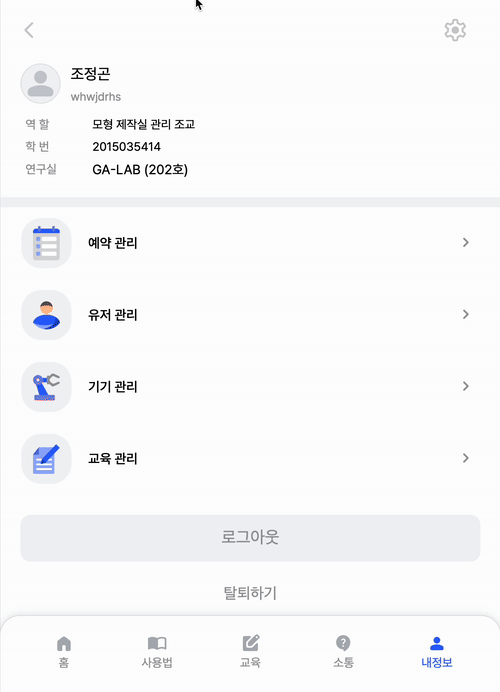 조정곤
whwjdrhs
역 할 모형 제작실 관리 조교
학 번 2015035414
연구실 GA-LAB (202호)
예약 관리
유저 관리
기기 관리
교육 관리
로그아웃
탈퇴하기
홈 사용법 교육 소통 내정보